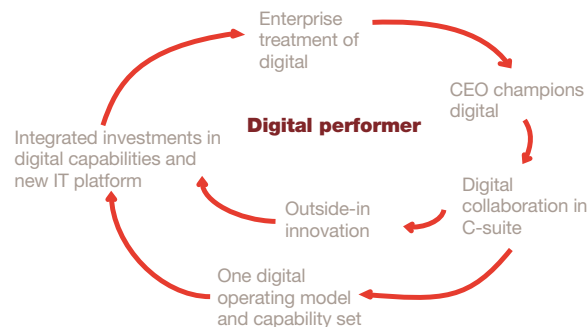 Enterprise
treatment of
digital
CEO champions
digital
Digital performer
Integrated investments in
digital capabilities and
new IT platform
Digital
collaboration in
C-suite
Outside-in
innovation
One digital
operating model
and capability set